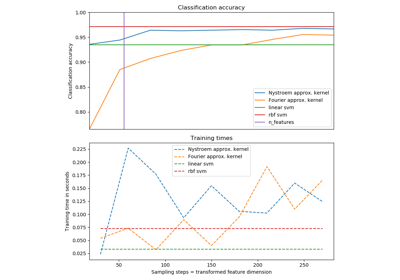 Classification accuracy
1.00
0.95
0.90
0.85
0.80
Classification accuracy
Nystroem approx. kernel
Fourier approx. kernel
linear svm
rbf svm
n_features
Training times
0.225
0.200
0.175
0.150
0.125
0.100
0.075
0.050
0.025
Training time in seconds
Nystroem approx. kernel
Fourier approx. kernel
linear svm
rbf svm
50
100
150
200
250
Sampling steps = transformed feature dimension